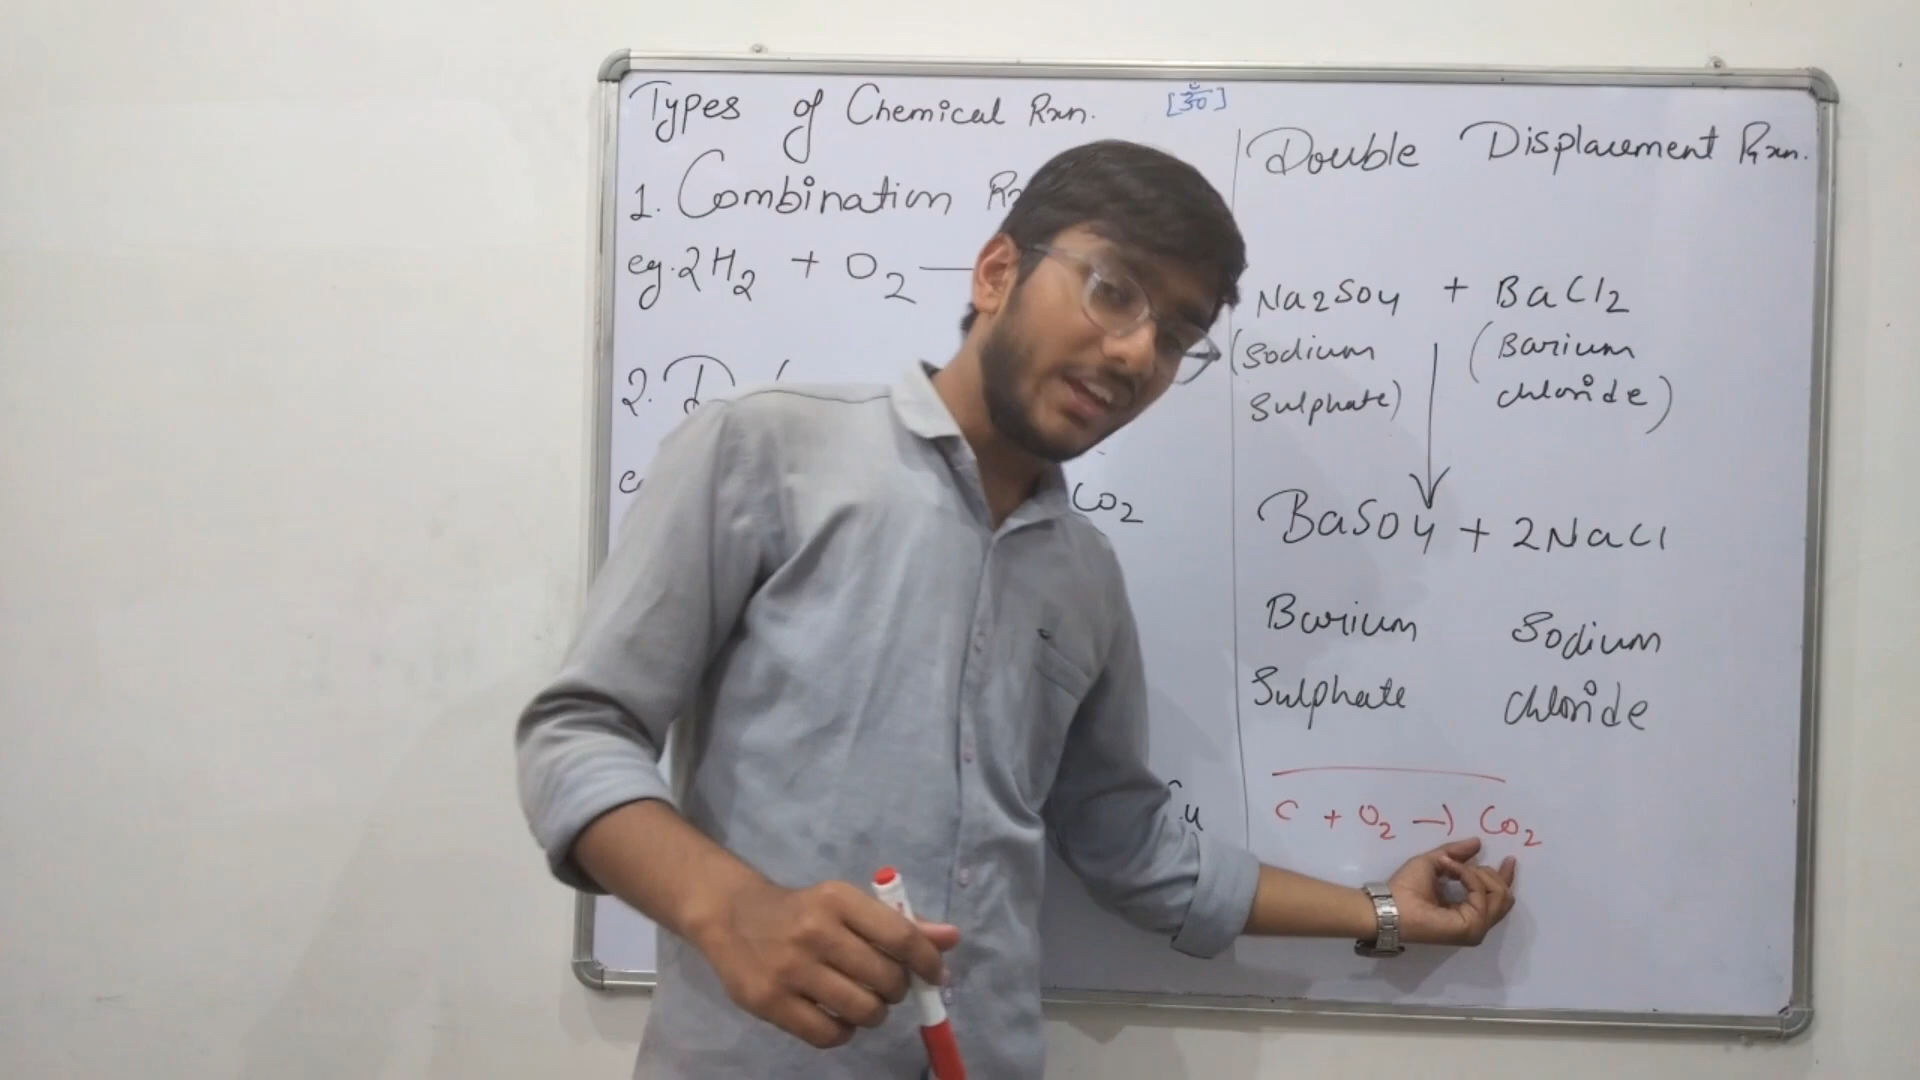 Types of Chemical Rxn.
1. Combination
eg. 2H2 + O2
2.
CO2
Cu
Double Displacement Rxn.
Na2SO4 + BaCl2
(Sodium Sulphate) (Barium chloride)
BaSO4 + 2NaCl
Barium Sodium
Sulphate chloride
C + O2 → CO2